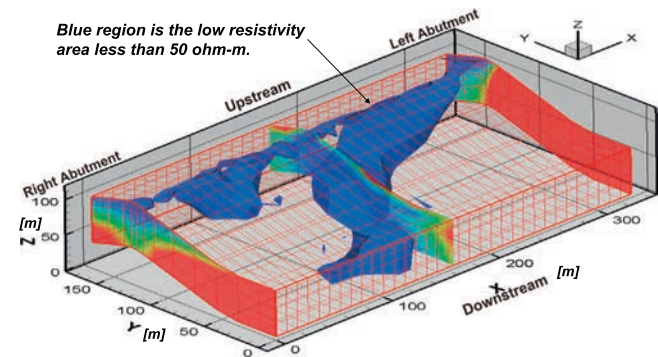 Blue region is the low resistivity
area less than 50 ohm-m.
Left Abutment
Z
Y
X
Upstream
Right Abutment
100
[m]
50
Z
0
150
100
50
0
Y
[m]
0
100
200
300
X
[m]
Downstream